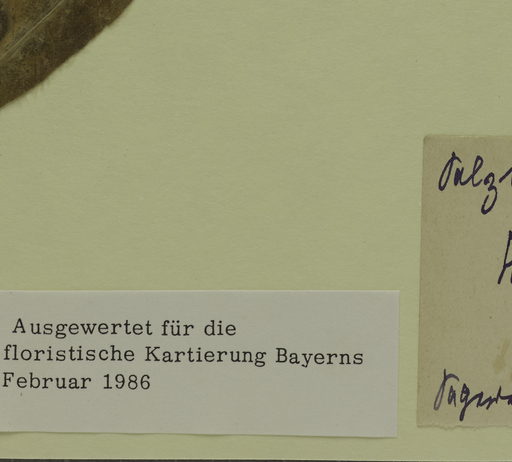 Ausgewertet für die
floristische Kartierung Bayerns
Februar 1986